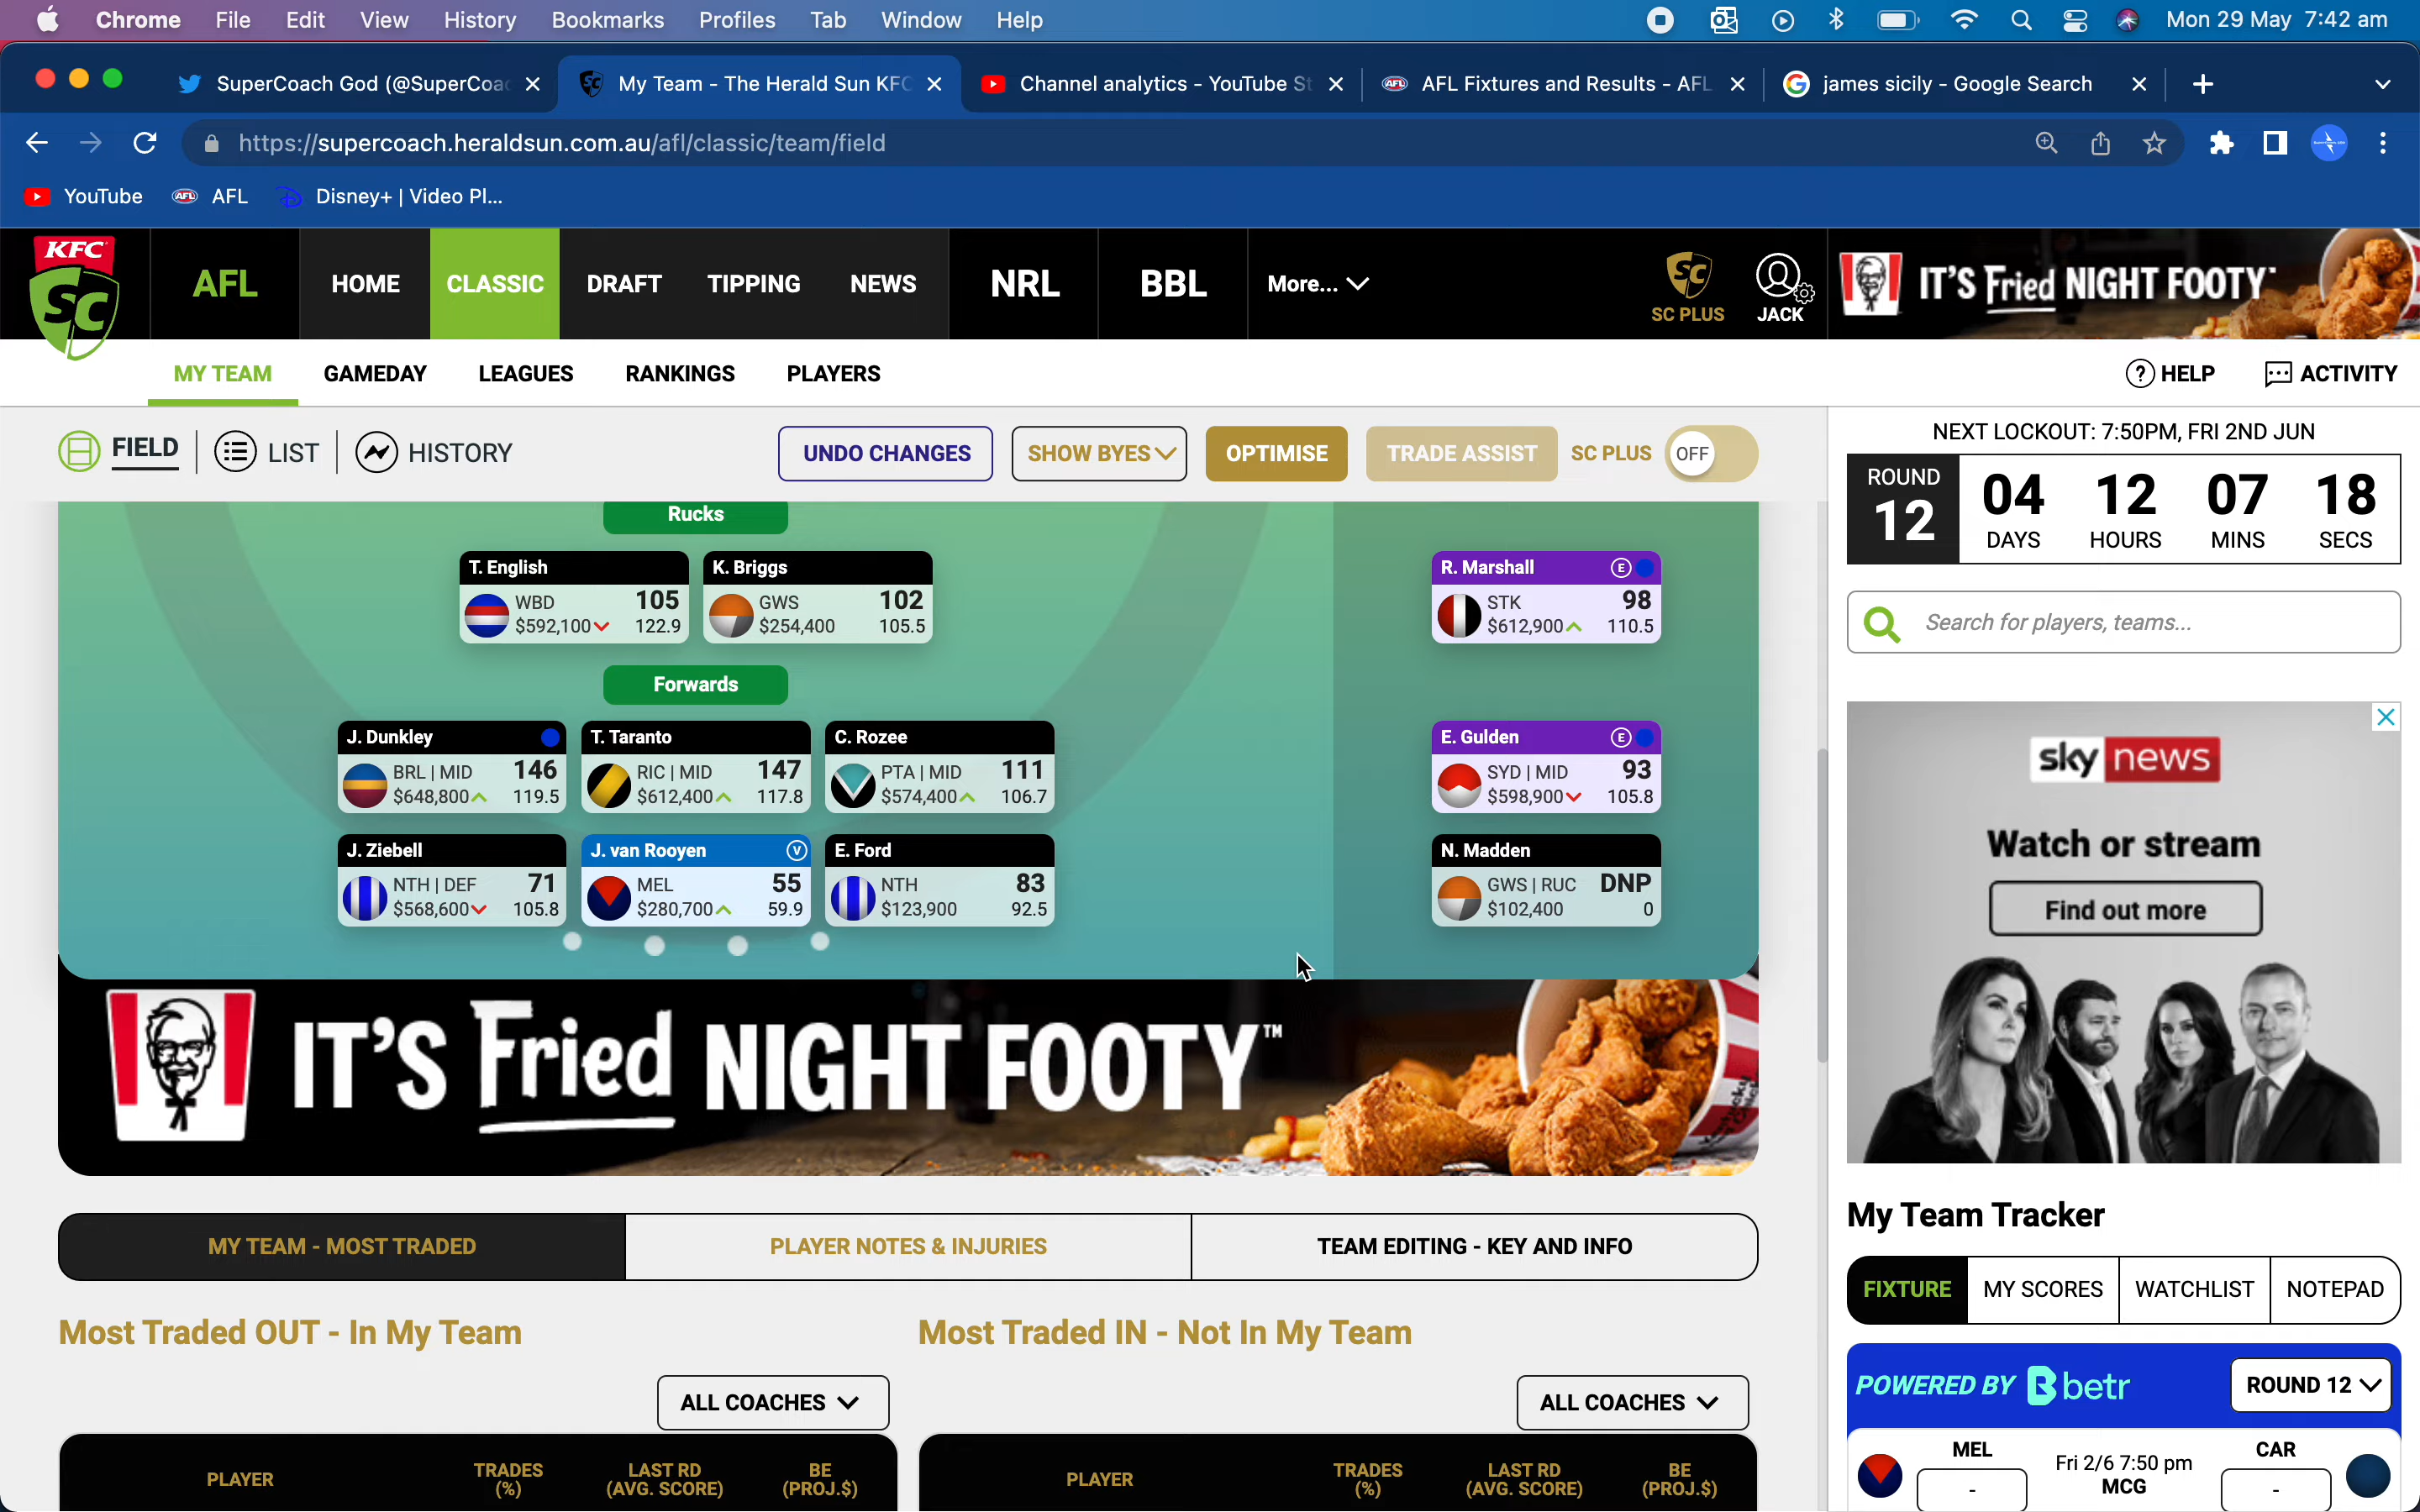 Chrome File Edit View History Bookmarks Profiles Tab Window Help Mon 29 May 7:42 am
SuperCoach God (@SuperCoac My Team - The Herald Sun KFC Channel analytics - YouTube St AFL Fixtures and Results - AFL james sicily - Google Search
https://supercoach.heraldsun.com.au/afl/classic/team/field
YouTube AFL Disney+ | Video Pl...
KFC SC AFL HOME CLASSIC DRAFT TIPPING NEWS NRL BBL More... SC PLUS JACK IT'S Fried NIGHT FOOTY™
MY TEAM GAMEDAY LEAGUES RANKINGS PLAYERS HELP ACTIVITY
FIELD LIST HISTORY UNDO CHANGES SHOW BYES OPTIMISE TRADE ASSIST SC PLUS OFF
NEXT LOCKOUT: 7:50PM, FRI 2ND JUN
ROUND 12 04 DAYS 12 HOURS 07 MINS 18 SECS
Search for players, teams...
Rucks
T. English K. Briggs R. Marshall E
WBD 105 GWS 102 STK 98
$592,100 122.9 $254,400 105.5 $612,900 110.5
Forwards
J. Dunkley T. Taranto C. Rozee E. Gulden E
BRL | MID 146 RIC | MID 147 PTA | MID 111 SYD | MID 93
$648,800 119.5 $612,400 117.8 $574,400 106.7 $598,900 105.8
J. Ziebell J. van Rooyen V E. Ford N. Madden
NTH | DEF 71 MEL 55 NTH 83 GWS | RUC DNP
$568,600 105.8 $280,700 59.9 $123,900 92.5 $102,400 0
IT'S Fried NIGHT FOOTY™
sky news
Watch or stream
Find out more
MY TEAM - MOST TRADED PLAYER NOTES & INJURIES TEAM EDITING - KEY AND INFO
Most Traded OUT - In My Team Most Traded IN - Not In My Team
ALL COACHES ALL COACHES
PLAYER TRADES (%) LAST RD (AVG. SCORE) BE (PROJ.$) PLAYER TRADES (%) LAST RD (AVG. SCORE) BE (PROJ.$)
My Team Tracker
FIXTURE MY SCORES WATCHLIST NOTEPAD
POWERED BY betr ROUND 12
MEL Fri 2/6 7:50 pm CAR
- MCG -